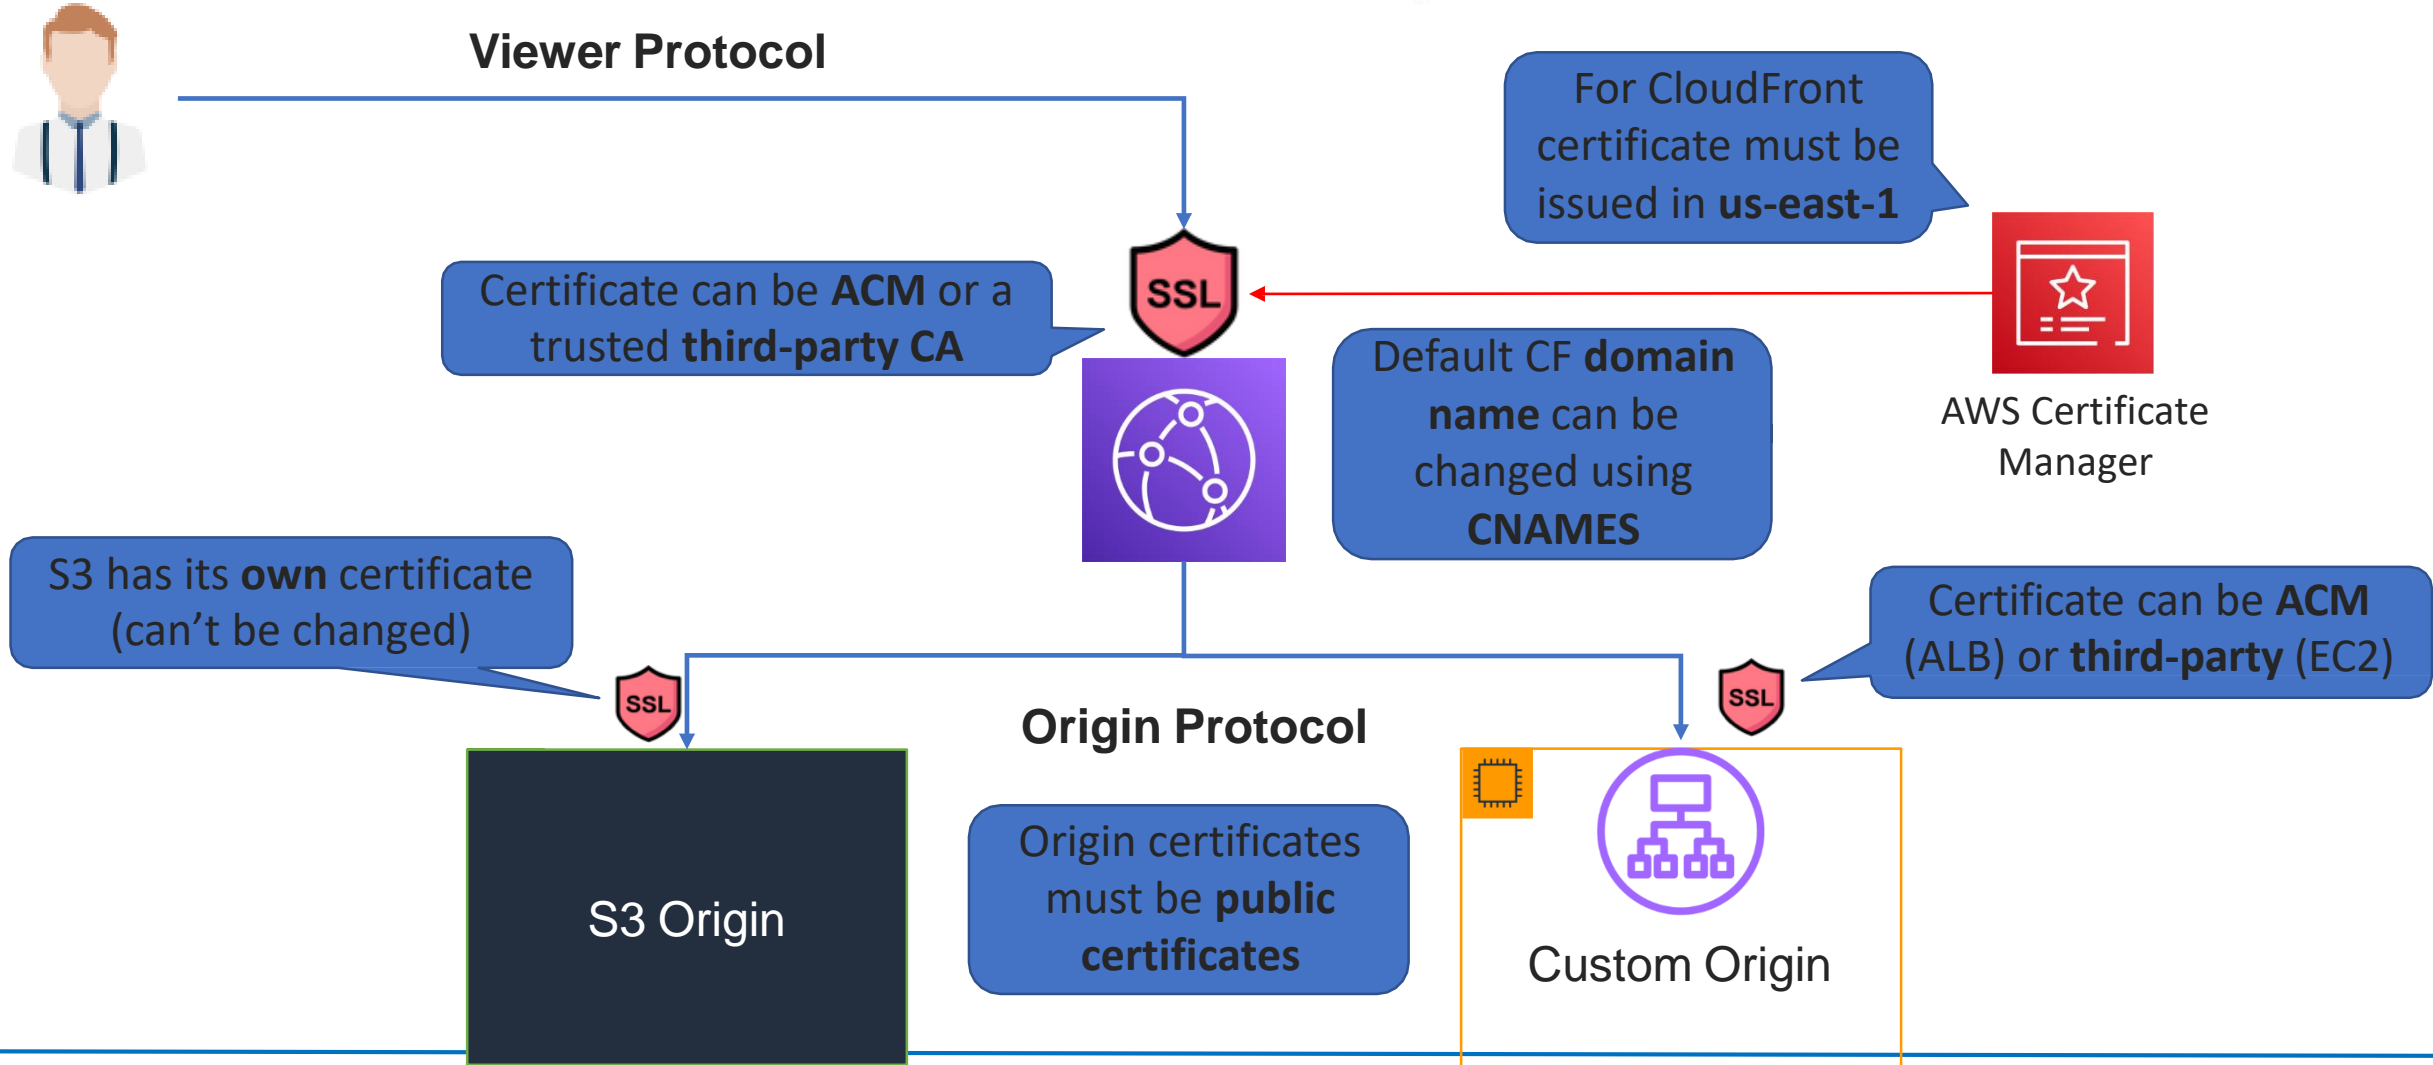 Viewer Protocol
For CloudFront
certificate must be
issued in us-east-1
SSL
Certificate can be ACM or a
trusted third-party CA
Default CF domain
name can be
changed using
CNAMES
AWS Certificate
Manager
S3 has its own certificate
(can’t be changed)
Certificate can be ACM
(ALB) or third-party (EC2)
SSL
SSL
Origin Protocol
Origin certificates
must be public
certificates
S3 Origin
Custom Origin